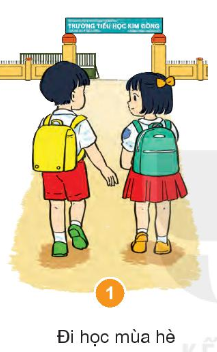 TRƯỜNG TIỂU HỌC KIM ĐỒNG
1
Đi học mùa hè